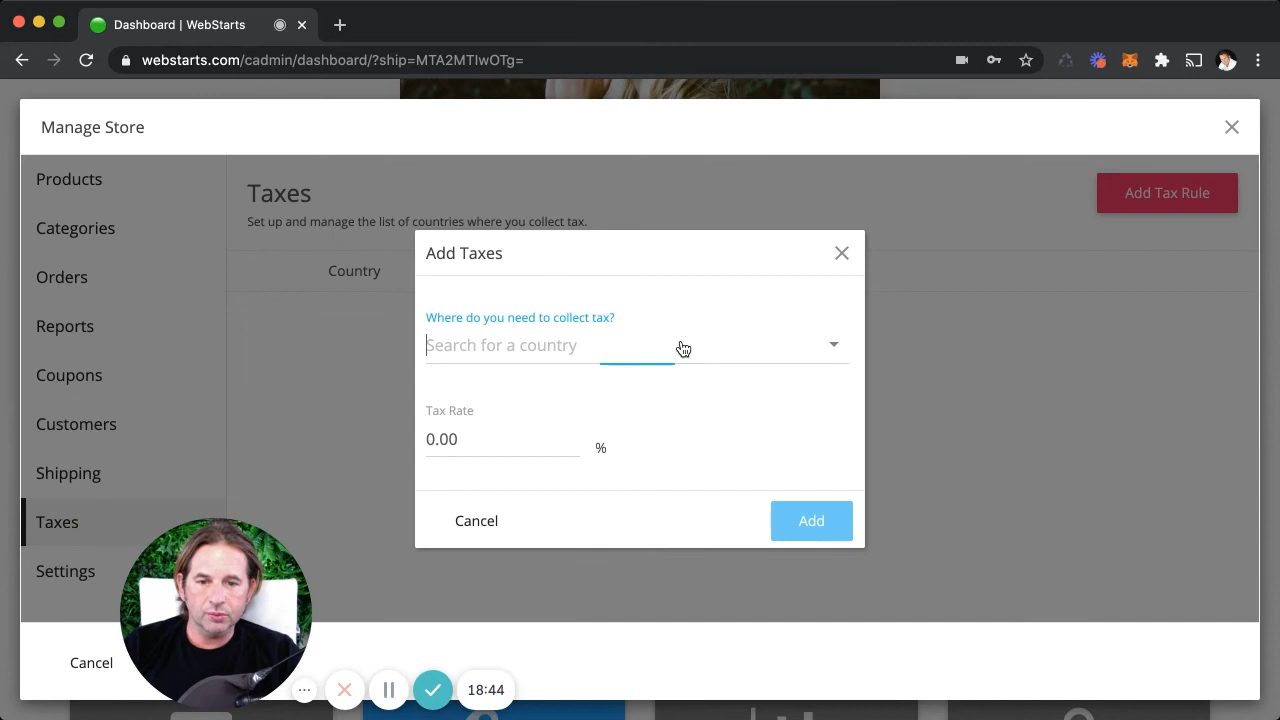 Dashboard | WebStarts
webstarts.com/cadmin/dashboard/?ship=MTA2MTIwOTg=
Manage Store
Products
Categories
Orders
Reports
Coupons
Customers
Shipping
Taxes
Settings
Taxes
Add Tax Rule
Set up and manage the list of countries where you collect tax.
Country
Add Taxes
Where do you need to collect tax?
Search for a country
Tax Rate
0.00
%
Cancel
Add
Cancel
18:44